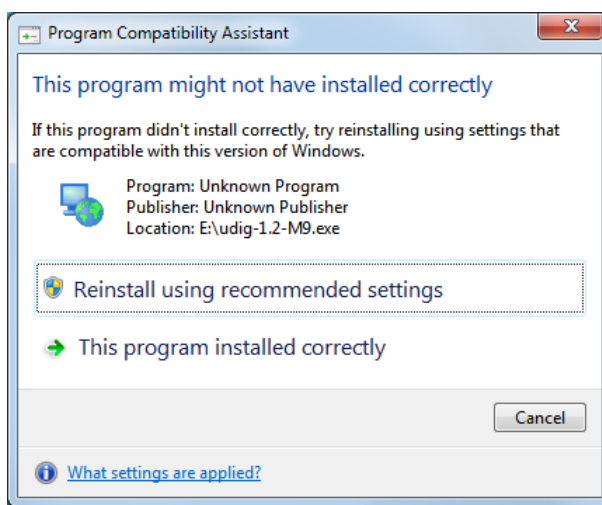 Program Compatibility Assistant
This program might not have installed correctly
If this program didn't install correctly, try reinstalling using settings that
are compatible with this version of Windows.
Program: Unknown Program
Publisher: Unknown Publisher
Location: E:\udig-1.2-M9.exe
Reinstall using recommended settings
This program installed correctly
Cancel
What settings are applied?